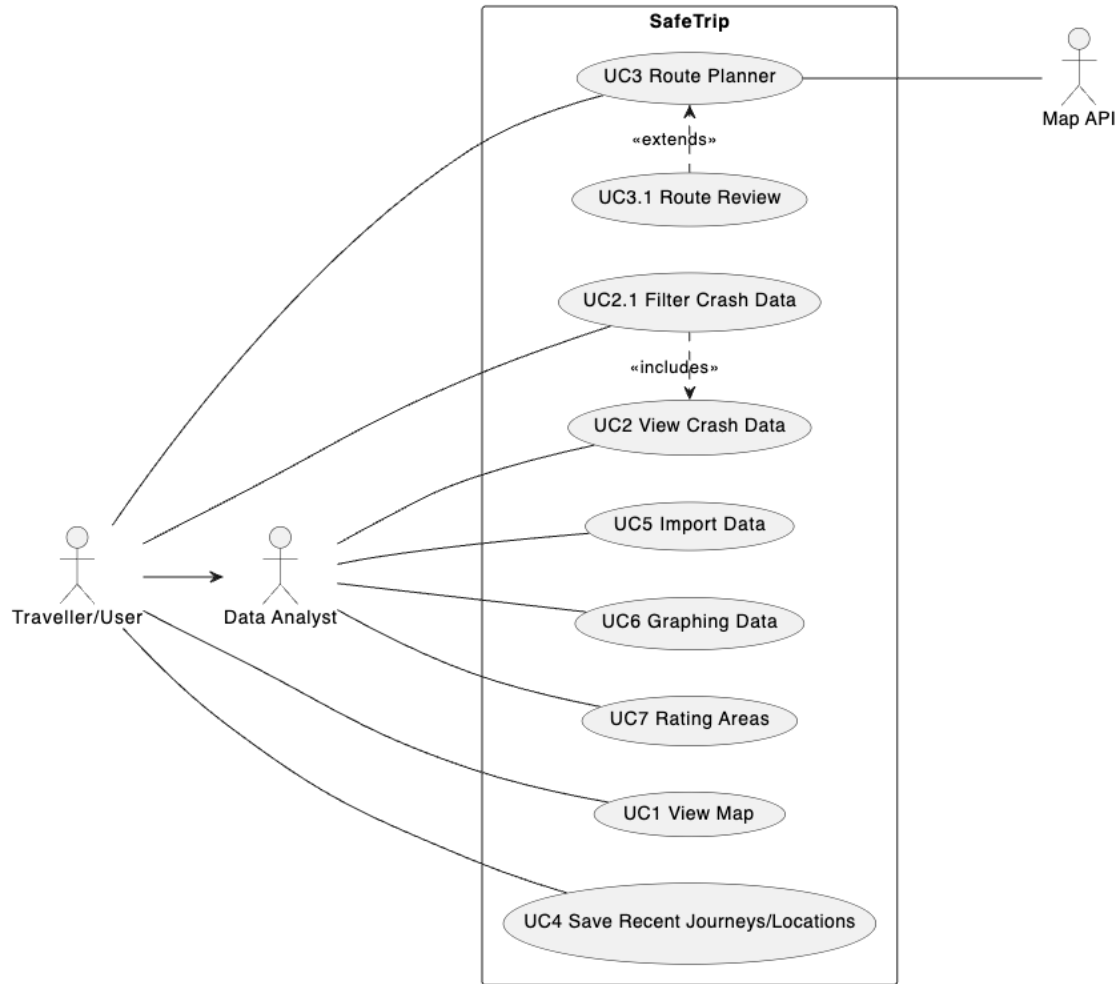 SafeTrip
UC3 Route Planner
Map API
«extends»
UC3.1 Route Review
UC2.1 Filter Crash Data
«includes»
UC2 View Crash Data
UC5 Import Data
Traveller/User
Data Analyst
UC6 Graphing Data
UC7 Rating Areas
UC1 View Map
UC4 Save Recent Journeys/Locations